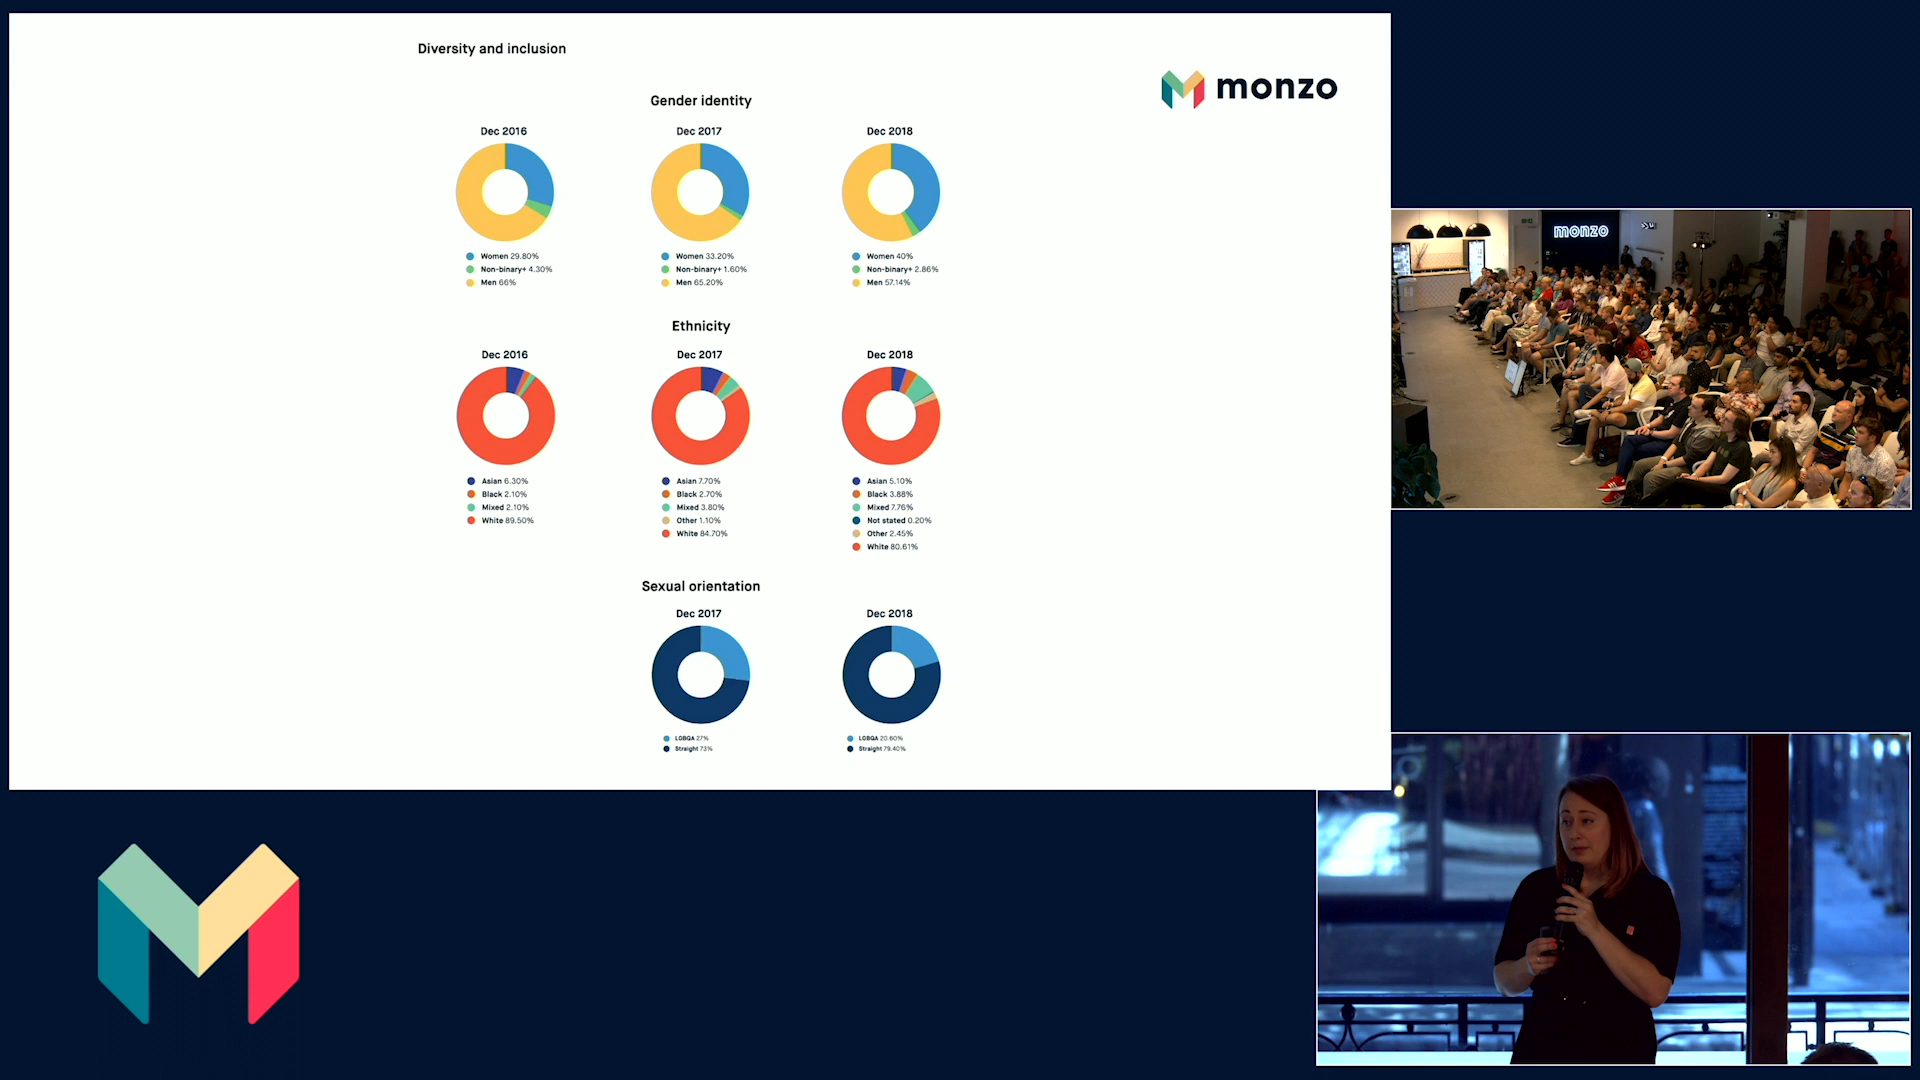 Diversity and inclusion
monzo
Gender identity
Dec 2016
Dec 2017
Dec 2018
Women 29.80%
Non-binary+ 4.30%
Men 66%
Women 33.20%
Non-binary+ 1.60%
Men 65.20%
Women 40%
Non-binary+ 2.86%
Men 57.14%
Ethnicity
Dec 2016
Dec 2017
Dec 2018
Asian 6.30%
Black 2.10%
Mixed 2.10%
White 89.50%
Asian 7.70%
Black 2.70%
Mixed 3.80%
Other 1.10%
White 84.70%
Asian 5.10%
Black 3.88%
Mixed 7.76%
Not stated 0.20%
Other 2.45%
White 80.61%
Sexual orientation
Dec 2017
Dec 2018
LGBQA 27%
Straight 73%
LGBQA 20.60%
Straight 79.40%
monzo